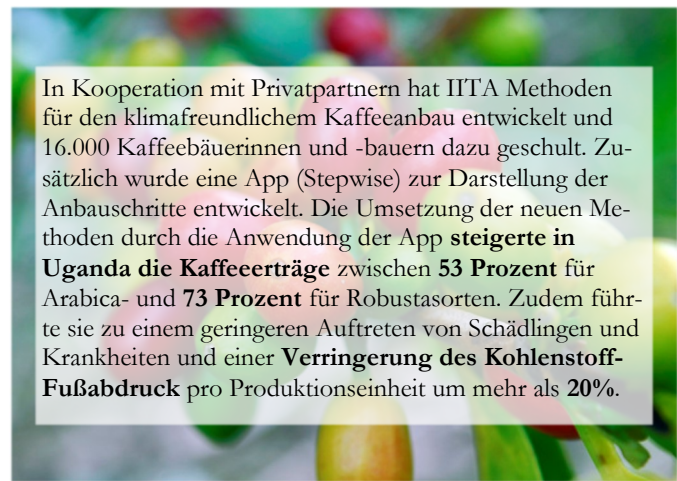 In Kooperation mit Privatpartnern hat IITA Methoden
für den klimafreundlichem Kaffeeanbau entwickelt und
16.000 Kaffeebäuerinnen und -bauern dazu geschult. Zu-
sätzlich wurde eine App (Stepwise) zur Darstellung der
Anbauschritte entwickelt. Die Umsetzung der neuen Me-
thoden durch die Anwendung der App steigerte in
Uganda die Kaffeeerträge zwischen 53 Prozent für
Arabica- und 73 Prozent für Robustasorten. Zudem führ-
te sie zu einem geringeren Auftreten von Schädlingen und
Krankheiten und einer Verringerung des Kohlenstoff-
Fußabdruck pro Produktionseinheit um mehr als 20%.